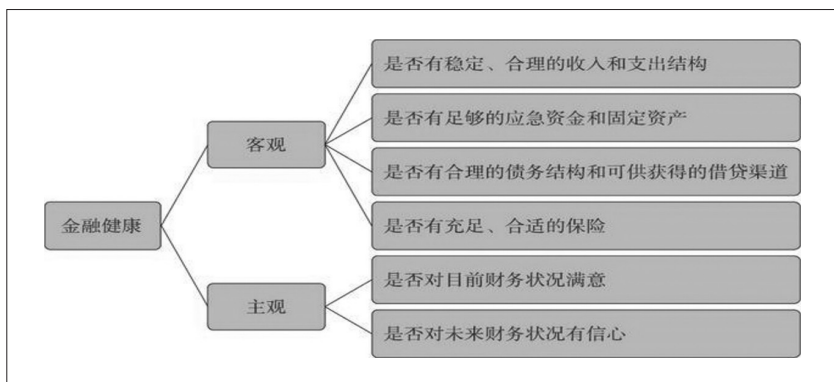 金融健康
客观
是否有稳定、合理的收入和支出结构
是否有足够的应急资金和固定资产
是否有合理的债务结构和可供获得的借贷渠道
是否有充足、合适的保险
主观
是否对目前财务状况满意
是否对未来财务状况有信心